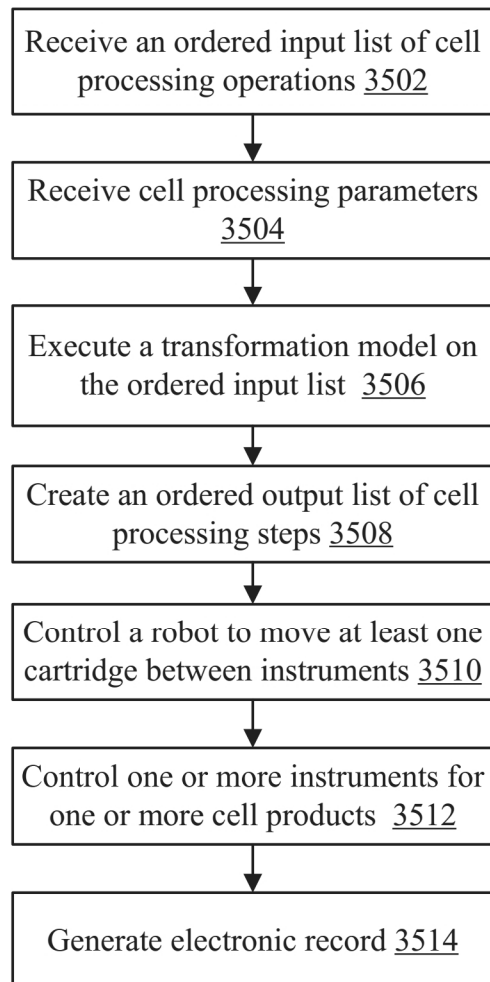 Receive an ordered input list of cell
processing operations 3502
Receive cell processing parameters
3504
Execute a transformation model on
the ordered input list 3506
Create an ordered output list of cell
processing steps 3508
Control a robot to move at least one
cartridge between instruments 3510
Control one or more instruments for
one or more cell products 3512
Generate electronic record 3514